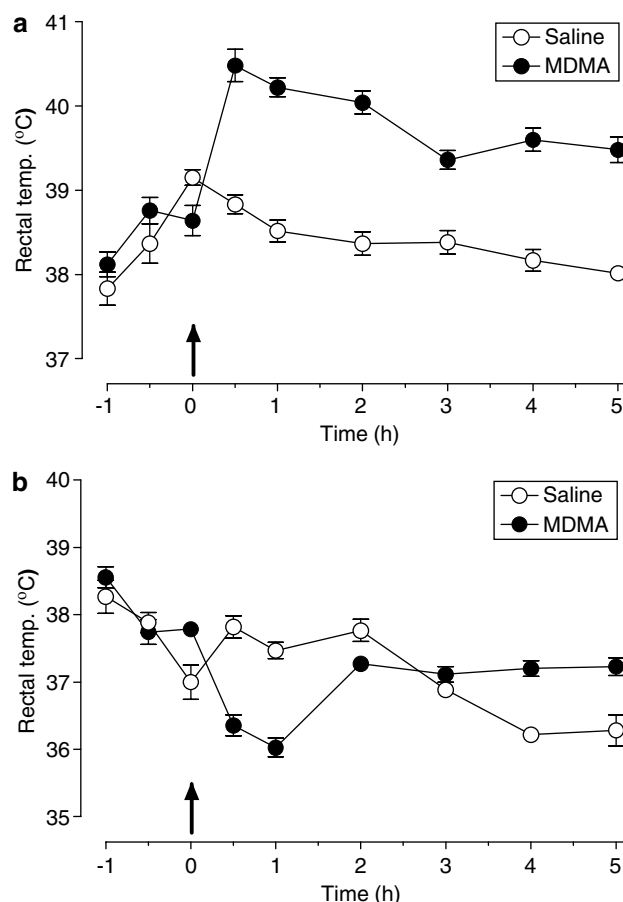 a
Saline
MDMA
41
40
39
38
37
Rectal temp. (°C)
-1 0 1 2 3 4 5
Time (h)
b
Saline
MDMA
40
39
38
37
36
35
Rectal temp. (°C)
-1 0 1 2 3 4 5
Time (h)